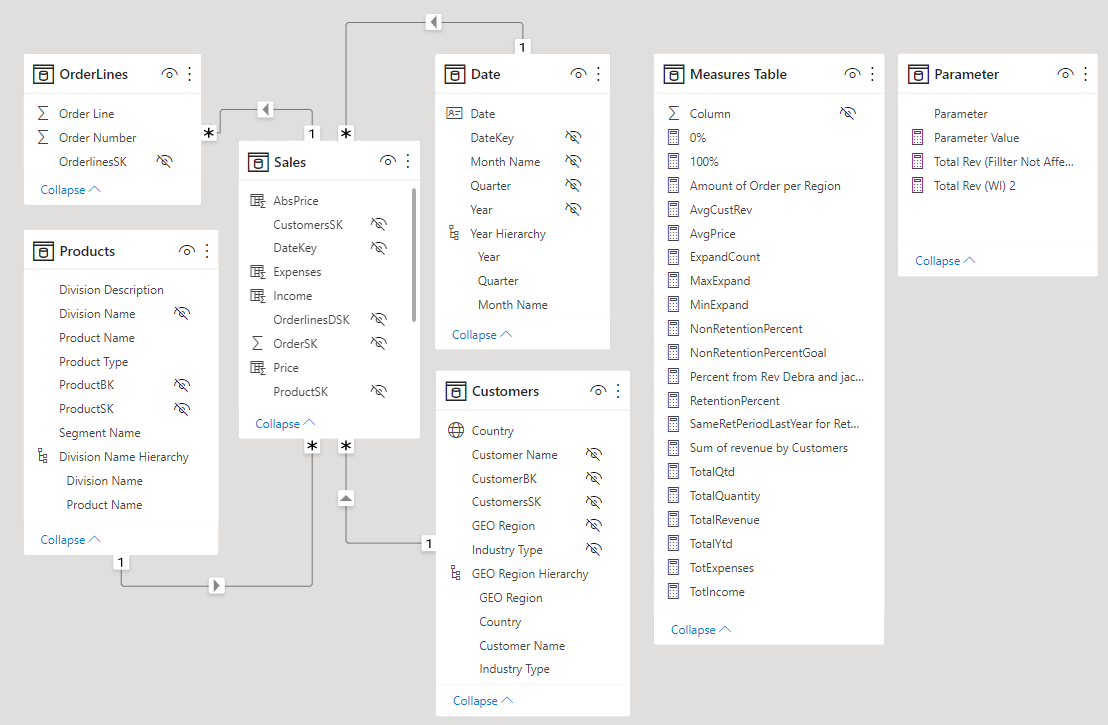 OrderLines
Order Line
Order Number
OrderlinesSK
Collapse
Products
Division Description
Division Name
Product Name
Product Type
ProductBK
ProductSK
Segment Name
Division Name Hierarchy
Division Name
Product Name
Collapse
1
*
1
*
Sales
AbsPrice
CustomersSK
DateKey
Expenses
Income
OrderlinesDSK
OrderSK
Price
ProductSK
Collapse
*
*
1
1
Date
Date
DateKey
Month Name
Quarter
Year
Year Hierarchy
Year
Quarter
Month Name
Collapse
Customers
Country
Customer Name
CustomerBK
CustomersSK
GEO Region
Industry Type
GEO Region Hierarchy
GEO Region
Country
Customer Name
Industry Type
Collapse
Measures Table
Column
0%
100%
Amount of Order per Region
AvgCustRev
AvgPrice
ExpandCount
MaxExpand
MinExpand
NonRetentionPercent
NonRetentionPercentGoal
Percent from Rev Debra and jac...
RetentionPercent
SameRetPeriodLastYear for Ret...
Sum of revenue by Customers
TotalQtd
TotalQuantity
TotalRevenue
TotalYtd
TotExpenses
TotIncome
Collapse
Parameter
Parameter
Parameter Value
Total Rev (Fillter Not Affe...
Total Rev (WI) 2
Collapse